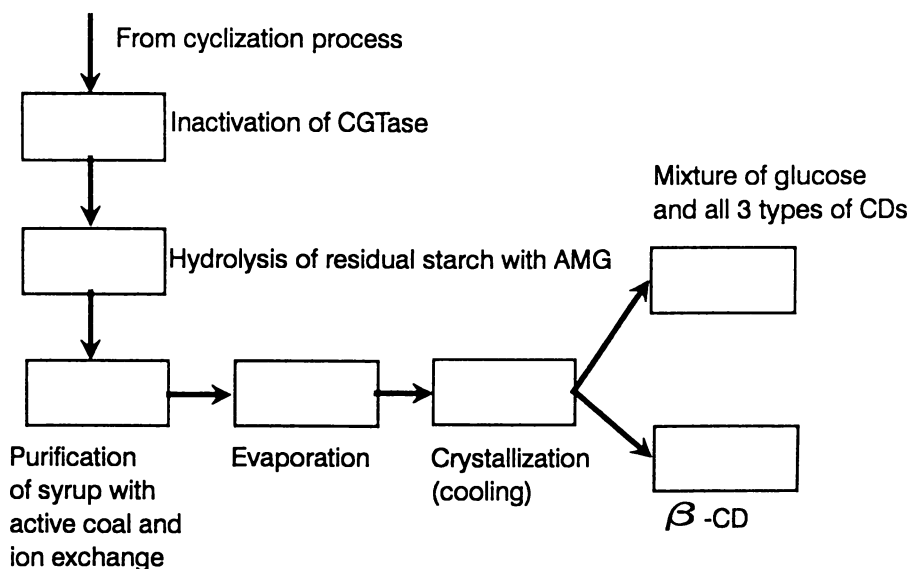 From cyclization process
Inactivation of CGTase
Mixture of glucose
and all 3 types of CDs
Hydrolysis of residual starch with AMG
Purification
of syrup with
active coal and
ion exchange
Evaporation
Crystallization
(cooling)
β -CD